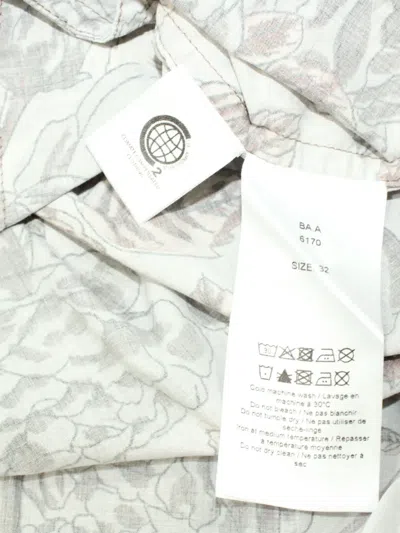 2
BA.A
6170
SIZE: 32
Cold machine wash / Lavage en
machine à 30°C
Do not bleach / Ne pas blanchir
Do not tumble dry / Ne pas utiliser de
sèche-linge
Iron at medium temperature / Repasser
à température moyenne
Do not dry clean / Ne pas nettoyer à
sec